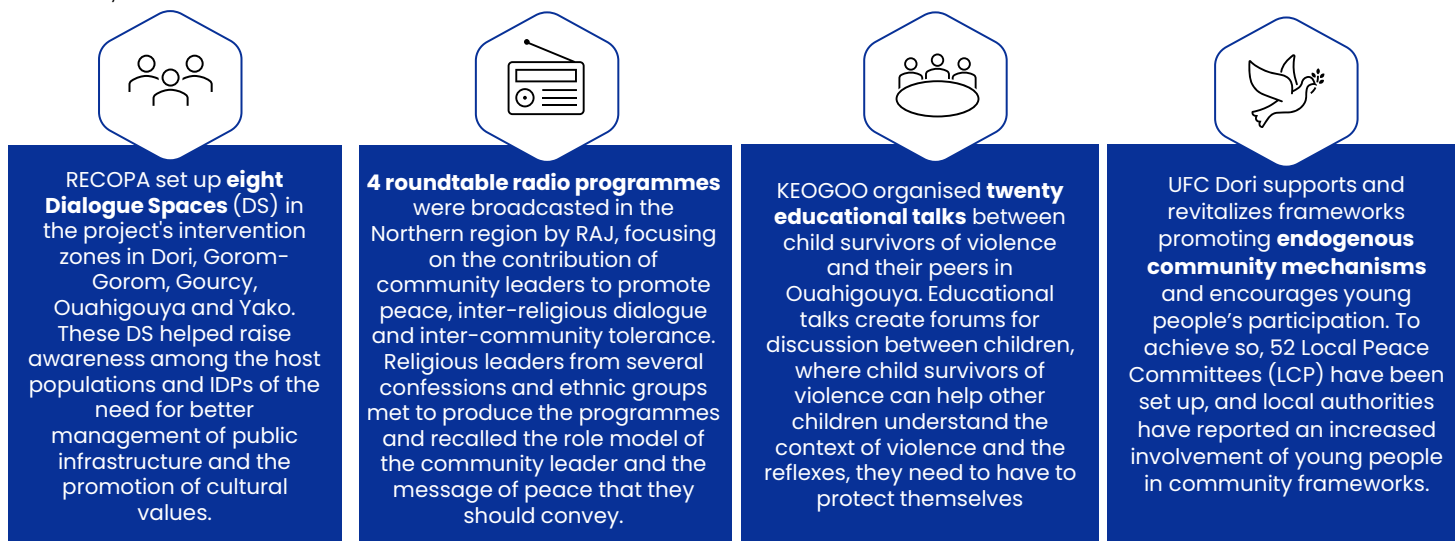 RECOPA set up eight
Dialogue Spaces (DS) in
the project's intervention
zones in Dori, Gorom-
Gorom, Gourcy,
Ouahigouya and Yako.
These DS helped raise
awareness among the host
populations and IDPs of the
need for better
management of public
infrastructure and the
promotion of cultural
values.
4 roundtable radio programmes
were broadcasted in the
Northern region by RAJ, focusing
on the contribution of
community leaders to promote
peace, inter-religious dialogue
and inter-community tolerance.
Religious leaders from several
confessions and ethnic groups
met to produce the programmes
and recalled the role model of
the community leader and the
message of peace that they
should convey.
KEOGOO organised twenty
educational talks between
child survivors of violence
and their peers in
Ouahigouya. Educational
talks create forums for
discussion between children,
where child survivors of
violence can help other
children understand the
context of violence and the
reflexes, they need to have to
protect themselves
UFC Dori supports and
revitalizes frameworks
promoting endogenous
community mechanisms
and encourages young
people’s participation. To
achieve so, 52 Local Peace
Committees (LCP) have been
set up, and local authorities
have reported an increased
involvement of young people
in community frameworks.